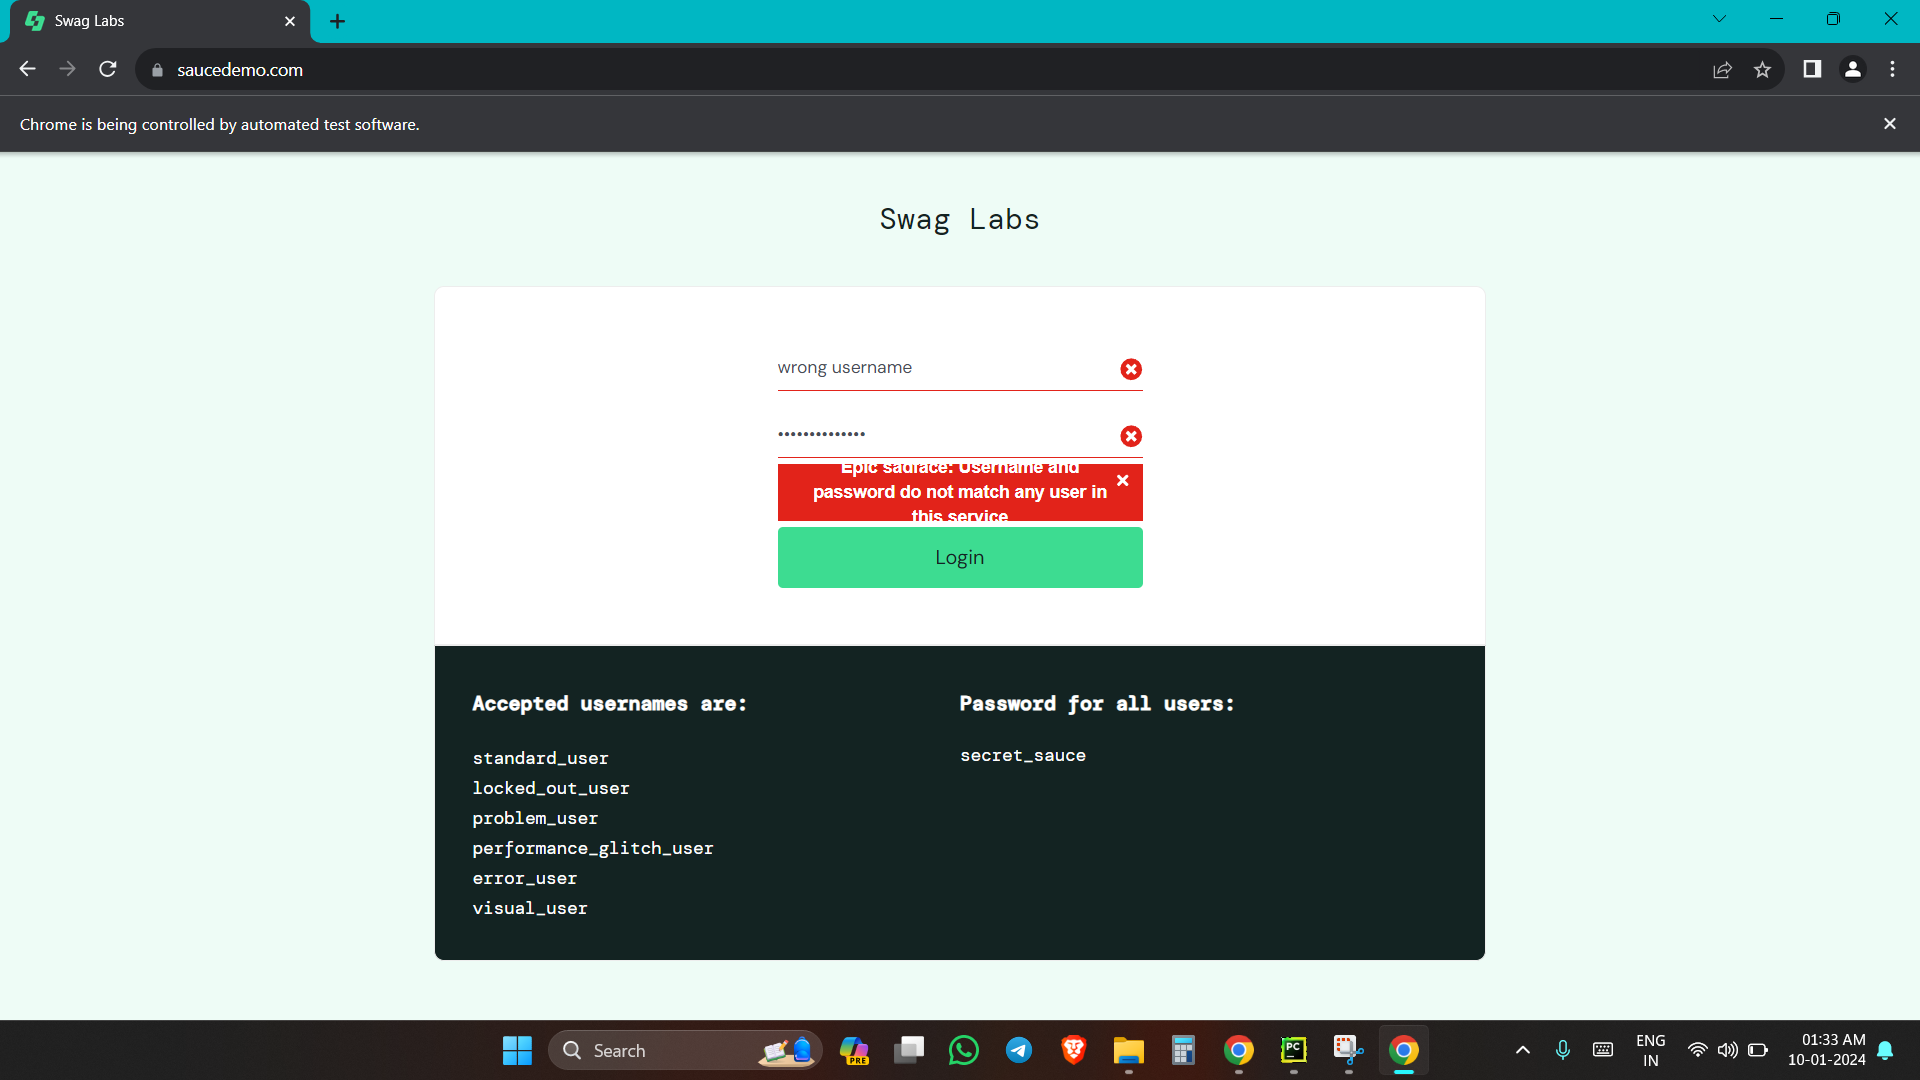 Swag Labs
saucedemo.com
Chrome is being controlled by automated test software.
Swag Labs
wrong username
••••••••••••••
Epic sadface: Username and
password do not match any user in
this service
Login
Accepted usernames are:
standard_user
locked_out_user
problem_user
performance_glitch_user
error_user
visual_user
Password for all users:
secret_sauce
Search
PRE
PC
ENG
IN
01:33 AM
10-01-2024